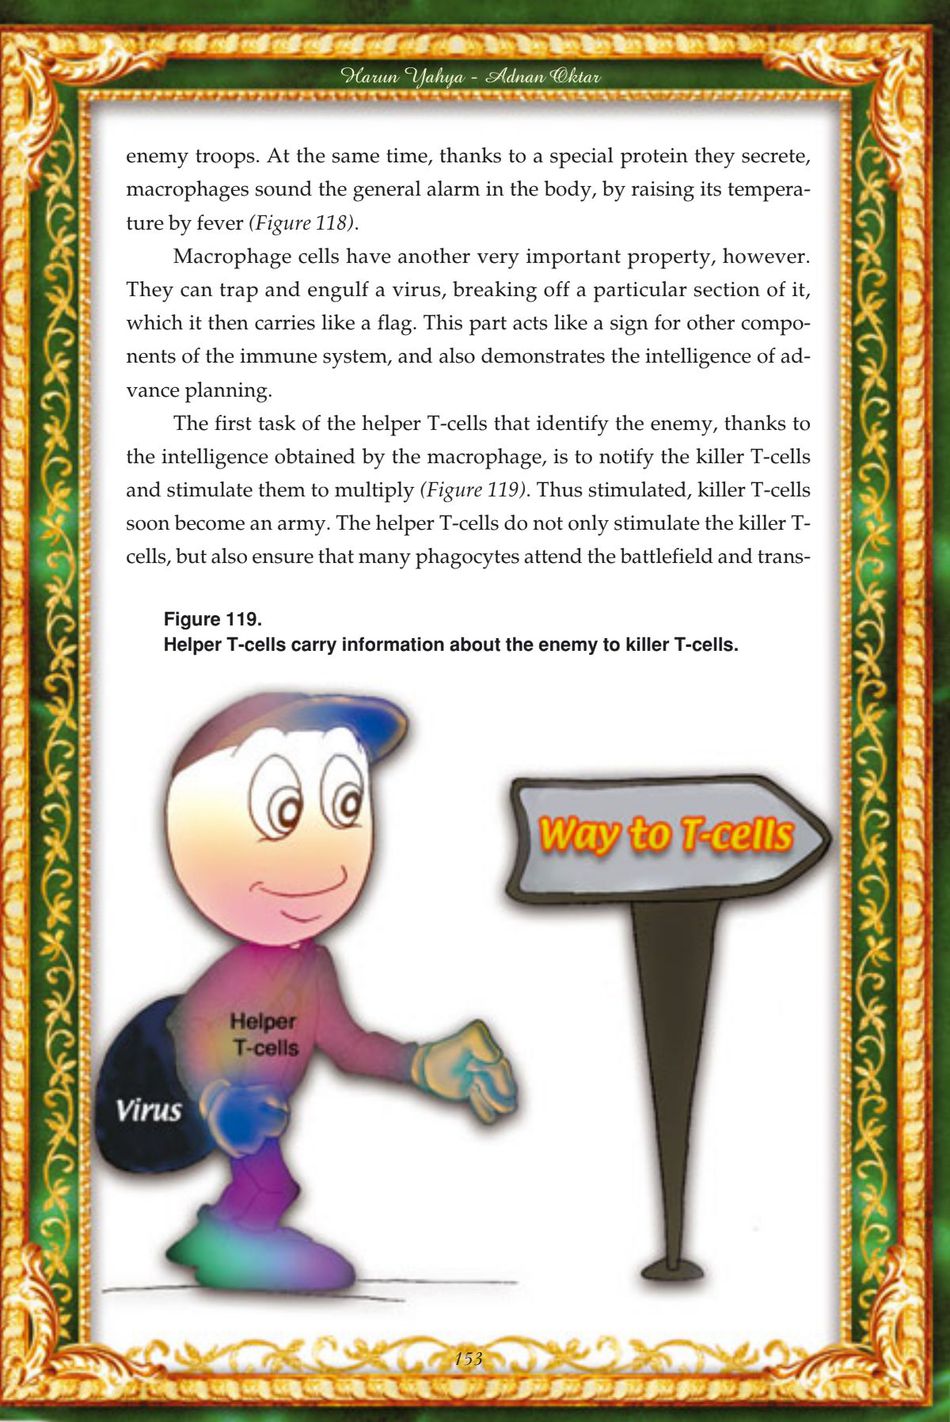 Harun Yahya - Adnan Oktar
enemy troops. At the same time, thanks to a special protein they secrete,
macrophages sound the general alarm in the body, by raising its tempera-
ture by fever (Figure 118).
Macrophage cells have another very important property, however.
They can trap and engulf a virus, breaking off a particular section of it,
which it then carries like a flag. This part acts like a sign for other compo-
nents of the immune system, and also demonstrates the intelligence of ad-
vance planning.
The first task of the helper T-cells that identify the enemy, thanks to
the intelligence obtained by the macrophage, is to notify the killer T-cells
and stimulate them to multiply (Figure 119). Thus stimulated, killer T-cells
soon become an army. The helper T-cells do not only stimulate the killer T-
cells, but also ensure that many phagocytes attend the battlefield and trans-
Figure 119.
Helper T-cells carry information about the enemy to killer T-cells.
Way to T-cells
Helper
T-cells
Virus
153